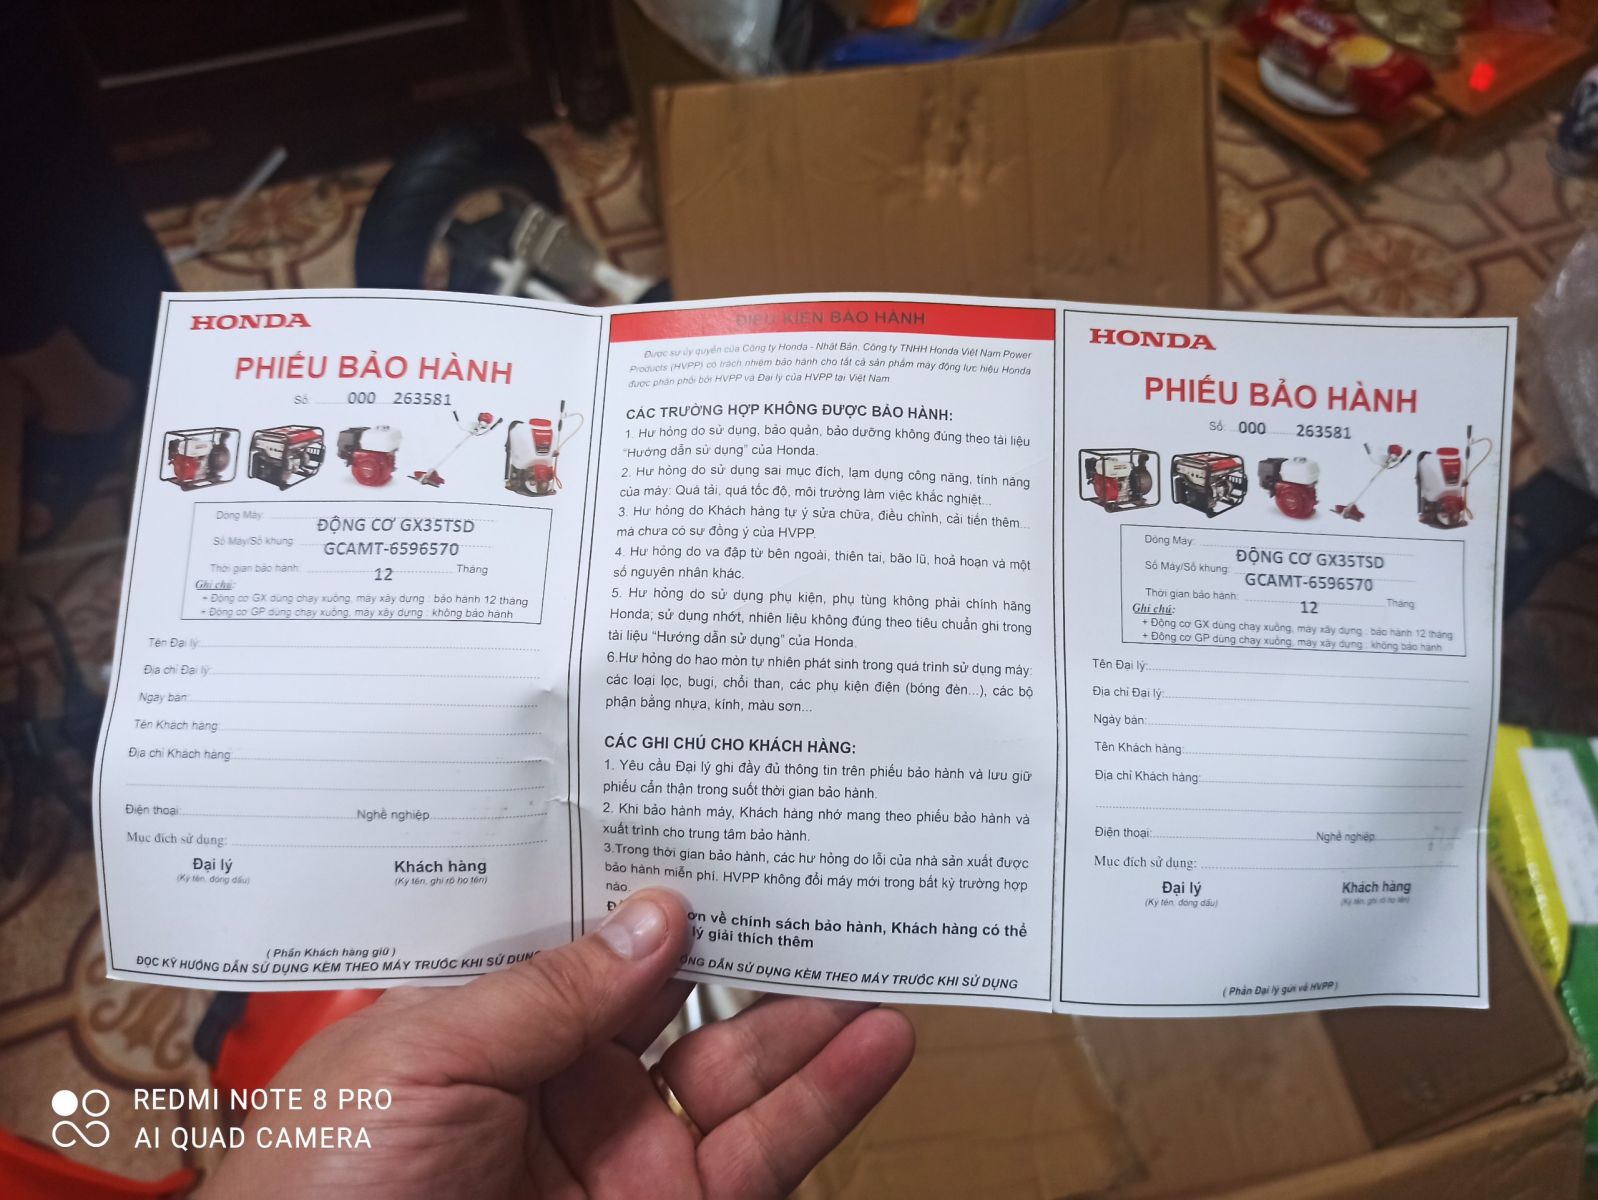 HONDA
PHIẾU BẢO HÀNH
Số 000 263581
Dòng Máy:
ĐỘNG CƠ GX35TSD
Số Máy/Số khung:
GCAMT-6596570
Thời gian bảo hành: 12 Tháng
Ghi chú:
+ Động cơ GX dùng chạy xuồng, máy xây dựng : bảo hành 12 tháng
+ Động cơ GP dùng chạy xuồng, máy xây dựng : không bảo hành
Tên Đại lý:
Địa chỉ Đại lý:
Ngày bán:
Tên Khách hàng:
Địa chỉ Khách hàng:
Điện thoại: Nghề nghiệp
Mục đích sử dụng:
Đại lý Khách hàng
(Ký tên, đóng dấu) (Ký tên, ghi rõ họ tên)
( Phần Khách hàng giữ )
ĐỌC KỸ HƯỚNG DẪN SỬ DỤNG KÈM THEO MÁY TRƯỚC KHI SỬ DỤNG
ĐIỀU KIỆN BẢO HÀNH
Được sự ủy quyền của Công ty Honda - Nhật Bản, Công ty TNHH Honda Việt Nam Power
Products (HVPP) có trách nhiệm bảo hành cho tất cả sản phẩm máy động lực hiệu Honda
được phân phối bởi HVPP và Đại lý của HVPP tại Việt Nam
CÁC TRƯỜNG HỢP KHÔNG ĐƯỢC BẢO HÀNH:
1. Hư hỏng do sử dụng, bảo quản, bảo dưỡng không đúng theo tài liệu
“Hướng dẫn sử dụng” của Honda.
2. Hư hỏng do sử dụng sai mục đích, lạm dụng công năng, tính năng
của máy: Quá tải, quá tốc độ, môi trường làm việc khắc nghiệt...
3. Hư hỏng do Khách hàng tự ý sửa chữa, điều chỉnh, cải tiến thêm...
mà chưa có sự đồng ý của HVPP.
4. Hư hỏng do va đập từ bên ngoài, thiên tai, bão lũ, hoả hoạn và một
số nguyên nhân khác.
5. Hư hỏng do sử dụng phụ kiện, phụ tùng không phải chính hãng
Honda; sử dụng nhớt, nhiên liệu không đúng theo tiêu chuẩn ghi trong
tài liệu “Hướng dẫn sử dụng” của Honda.
6.Hư hỏng do hao mòn tự nhiên phát sinh trong quá trình sử dụng máy:
các loại lọc, bugi, chổi than, các phụ kiện điện (bóng đèn...), các bộ
phận bằng nhựa, kính, màu sơn...
CÁC GHI CHÚ CHO KHÁCH HÀNG:
1. Yêu cầu Đại lý ghi đầy đủ thông tin trên phiếu bảo hành và lưu giữ
phiếu cẩn thận trong suốt thời gian bảo hành.
2. Khi bảo hành máy, Khách hàng nhớ mang theo phiếu bảo hành và
xuất trình cho trung tâm bảo hành.
3.Trong thời gian bảo hành, các hư hỏng do lỗi của nhà sản xuất được
bảo hành miễn phí. HVPP không đổi máy mới trong bất kỳ trường hợp
nào.
ơn về chính sách bảo hành, Khách hàng có thể
lý giải thích thêm
DẪN SỬ DỤNG KÈM THEO MÁY TRƯỚC KHI SỬ DỤNG
HONDA
PHIẾU BẢO HÀNH
Số: 000 263581
Dòng Máy:
ĐỘNG CƠ GX35TSD
Số Máy/Số khung:
GCAMT-6596570
Thời gian bảo hành: 12 Tháng
Ghi chú:
+ Động cơ GX dùng chạy xuồng, máy xây dựng : bảo hành 12 tháng
+ Động cơ GP dùng chạy xuồng, máy xây dựng : không bảo hành
Tên Đại lý:
Địa chỉ Đại lý:
Ngày bán:
Tên Khách hàng:
Địa chỉ Khách hàng:
Điện thoại: Nghề nghiệp
Mục đích sử dụng:
Đại lý Khách hàng
(Ký tên, đóng dấu) (Ký tên, ghi rõ họ tên)
( Phần Đại lý gửi về HVPP )
REDMI NOTE 8 PRO
AI QUAD CAMERA